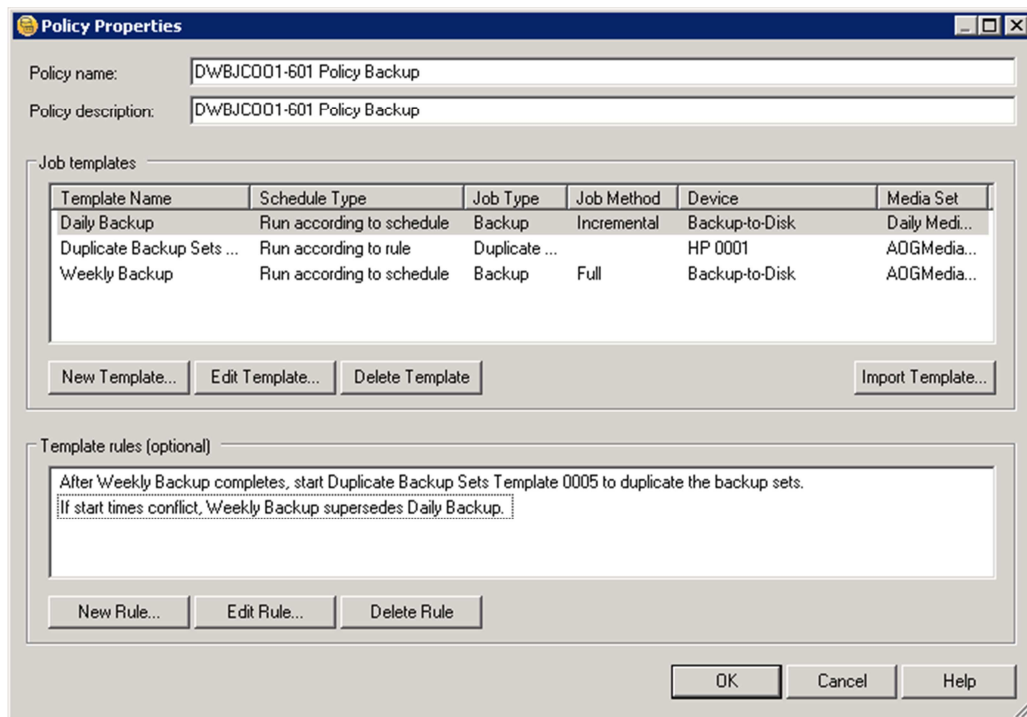 Policy Properties
Policy name: DWBJC001-601 Policy Backup
Policy description: DWBJC001-601 Policy Backup
Job templates
Template Name Schedule Type Job Type Job Method Device Media Set
Daily Backup Run according to schedule Backup Incremental Backup-to-Disk Daily Medi...
Duplicate Backup Sets ... Run according to rule Duplicate ... HP 0001 AOGMedia...
Weekly Backup Run according to schedule Backup Full Backup-to-Disk AOGMedia...
New Template... Edit Template... Delete Template Import Template...
Template rules (optional)
After Weekly Backup completes, start Duplicate Backup Sets Template 0005 to duplicate the backup sets.
If start times conflict, Weekly Backup supersedes Daily Backup.
New Rule... Edit Rule... Delete Rule
OK Cancel Help